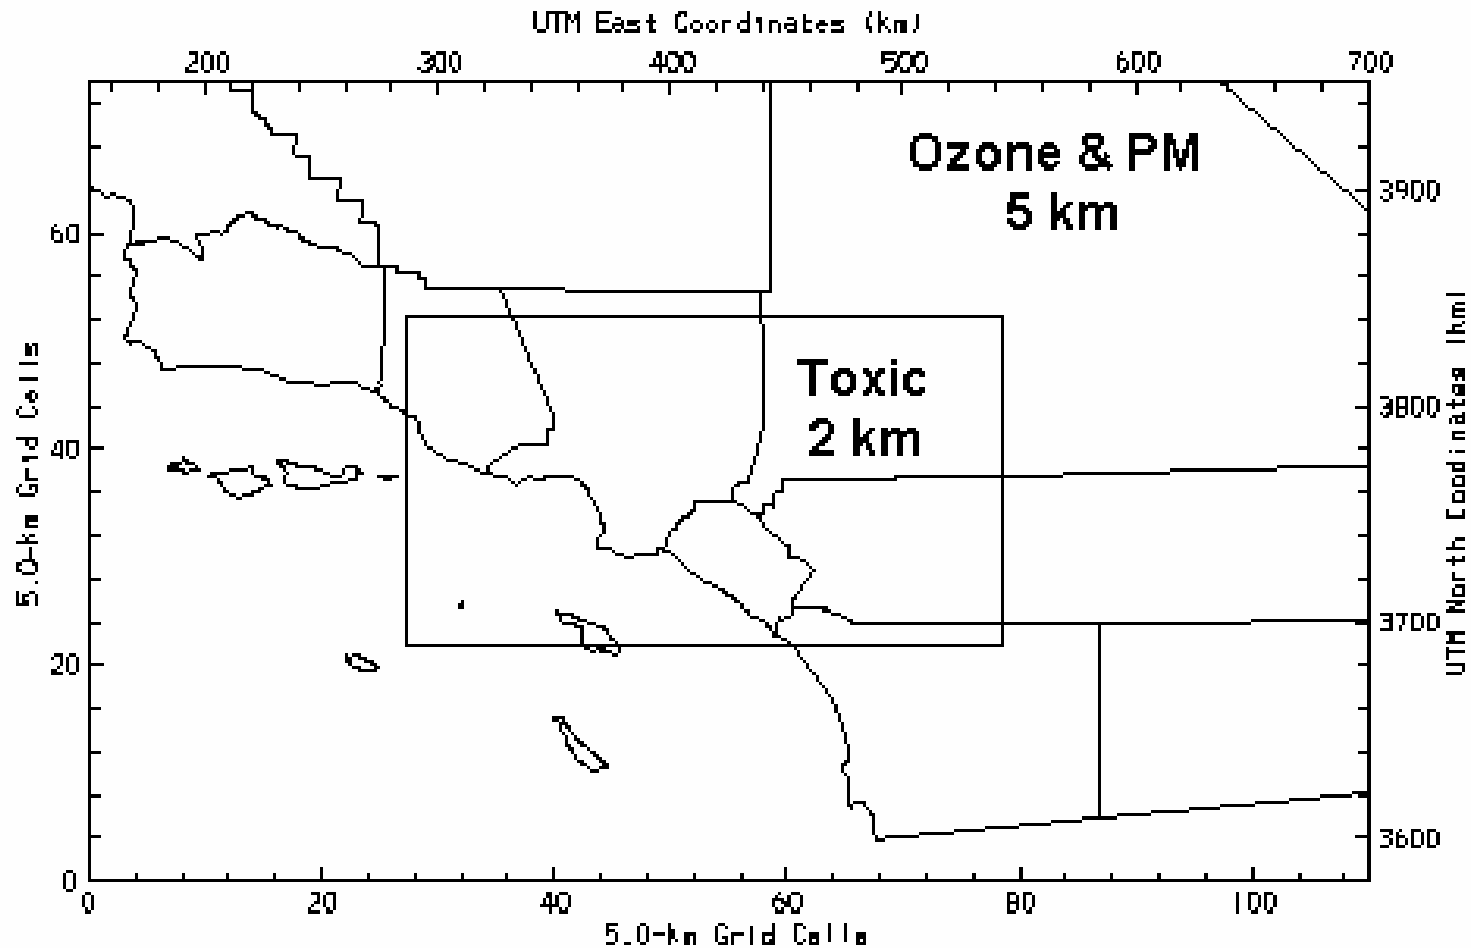 UTM East Coordinates (km)
200 300 400 500 600 700
Ozone & PM
5 km
3900
60
Toxic
2 km
3800
40
5.0-km Grid Cells
UTM North Coodinates (km)
3700
20
3600
0
0 20 40 60 80 100
5.0-km Grid Cells